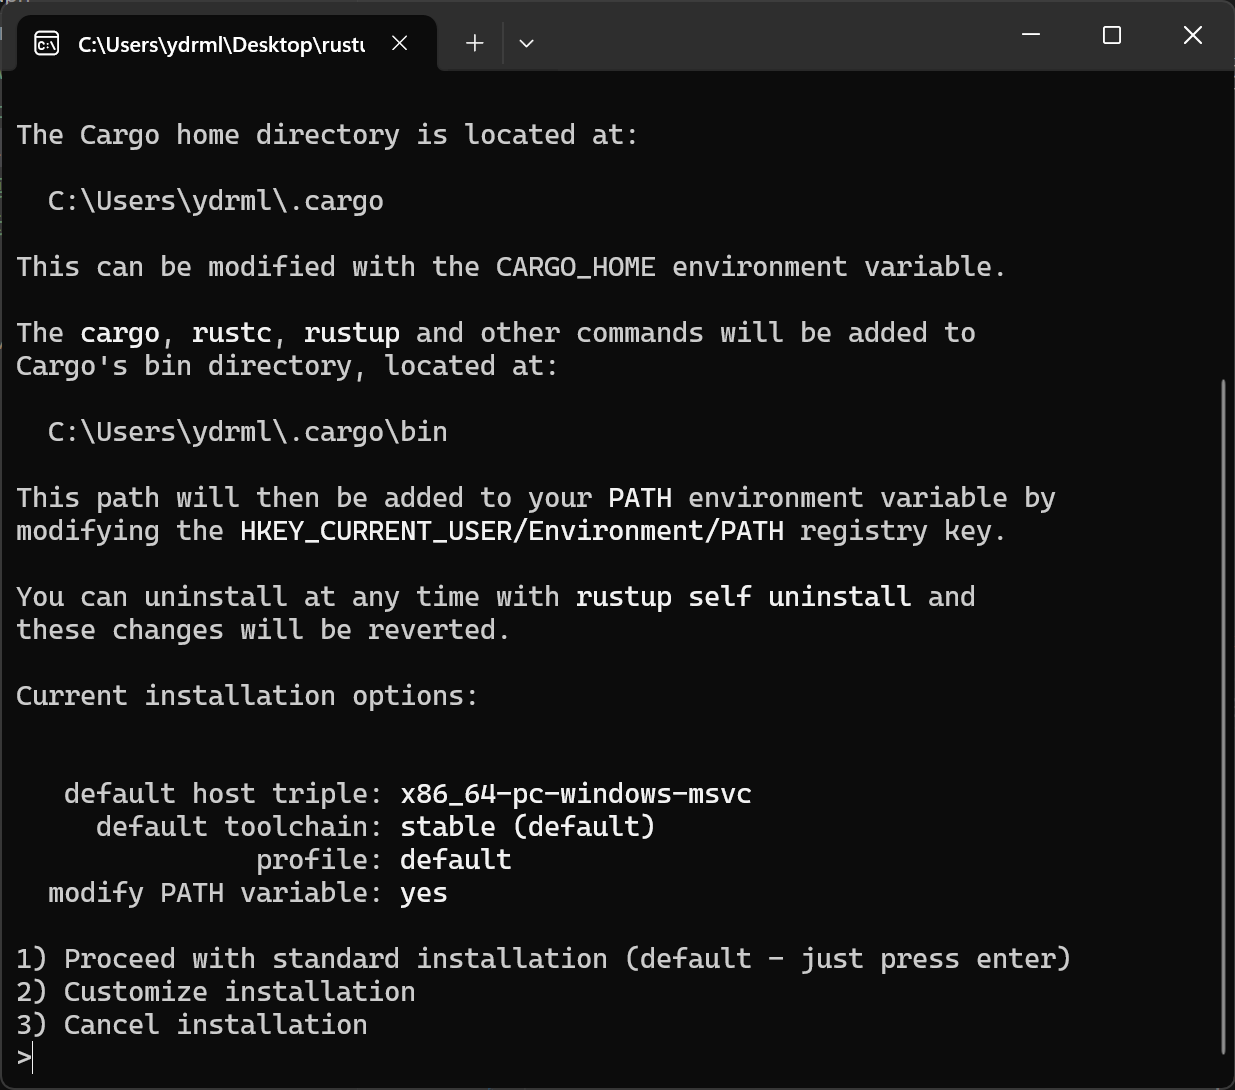 C:\Users\ydrml\Desktop\rustu
The Cargo home directory is located at:
C:\Users\ydrml\.cargo
This can be modified with the CARGO_HOME environment variable.
The cargo, rustc, rustup and other commands will be added to
Cargo's bin directory, located at:
C:\Users\ydrml\.cargo\bin
This path will then be added to your PATH environment variable by
modifying the HKEY_CURRENT_USER/Environment/PATH registry key.
You can uninstall at any time with rustup self uninstall and
these changes will be reverted.
Current installation options:
default host triple: x86_64-pc-windows-msvc
default toolchain: stable (default)
profile: default
modify PATH variable: yes
1) Proceed with standard installation (default - just press enter)
2) Customize installation
3) Cancel installation
>